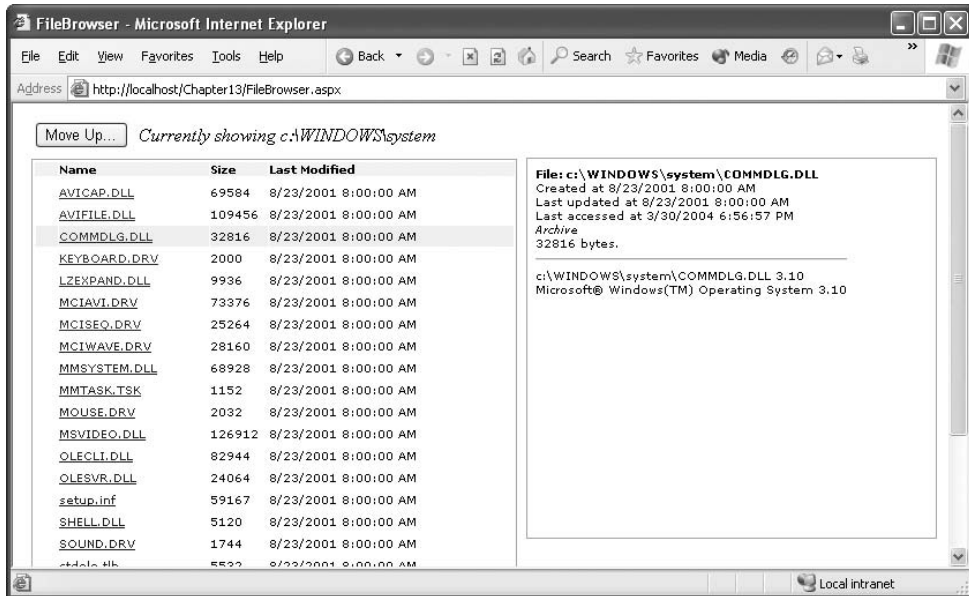 FileBrowser - Microsoft Internet Explorer
File Edit View Favorites Tools Help Back Search Favorites Media »
Address http://localhost/Chapter13/FileBrowser.aspx
Move Up... Currently showing c:\WINDOWS\system
Name Size Last Modified
AVICAP.DLL 69584 8/23/2001 8:00:00 AM
AVIFILE.DLL 109456 8/23/2001 8:00:00 AM
COMMDLG.DLL 32816 8/23/2001 8:00:00 AM
KEYBOARD.DRV 2000 8/23/2001 8:00:00 AM
LZEXPAND.DLL 9936 8/23/2001 8:00:00 AM
MCIAVI.DRV 73376 8/23/2001 8:00:00 AM
MCISEQ.DRV 25264 8/23/2001 8:00:00 AM
MCIWAVE.DRV 28160 8/23/2001 8:00:00 AM
MMSYSTEM.DLL 68928 8/23/2001 8:00:00 AM
MMTASK.TSK 1152 8/23/2001 8:00:00 AM
MOUSE.DRV 2032 8/23/2001 8:00:00 AM
MSVIDEO.DLL 126912 8/23/2001 8:00:00 AM
OLECLI.DLL 82944 8/23/2001 8:00:00 AM
OLESVR.DLL 24064 8/23/2001 8:00:00 AM
setup.inf 59167 8/23/2001 8:00:00 AM
SHELL.DLL 5120 8/23/2001 8:00:00 AM
SOUND.DRV 1744 8/23/2001 8:00:00 AM
stdole.tlb 5532 8/23/2001 8:00:00 AM
File: c:\WINDOWS\system\COMMDLG.DLL
Created at 8/23/2001 8:00:00 AM
Last updated at 8/23/2001 8:00:00 AM
Last accessed at 3/30/2004 6:56:57 PM
Archive
32816 bytes.
c:\WINDOWS\system\COMMDLG.DLL 3.10
Microsoft® Windows(TM) Operating System 3.10
Local intranet